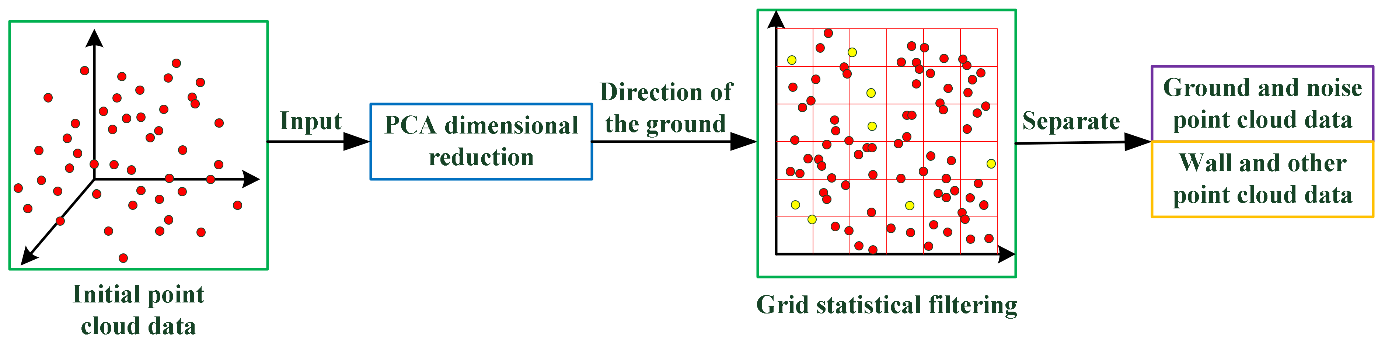 Initial point
cloud data
Input
PCA dimensional
reduction
Direction of
the ground
Grid statistical filtering
Separate
Ground and noise
point cloud data
Wall and other
point cloud data